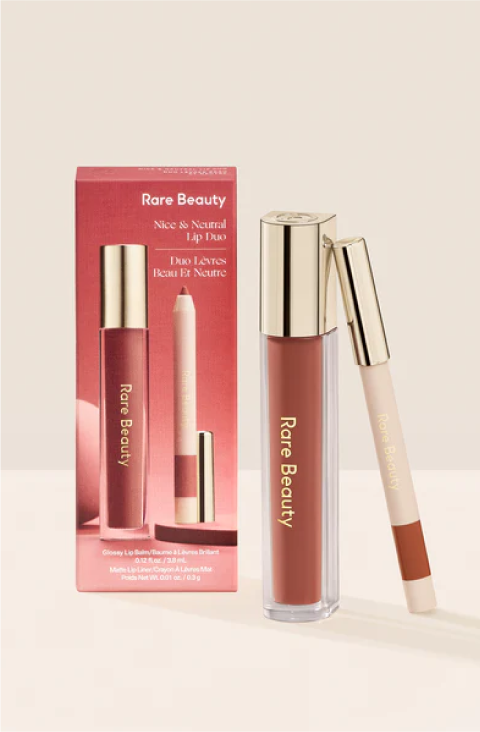 Rare Beauty
Nice & Neutral
Lip Duo
Duo Lèvres
Beau Et Neutre
Rare Beauty
Glossy Lip Balm/Baume à Lèvres Brillant
0.12 fl.oz. / 3.8 mL
Matte Lip Liner/Crayon À Lèvres Mat
Poids Net WT. 0.01 oz. / 0.3 g
Rare Beauty
Rare Beauty